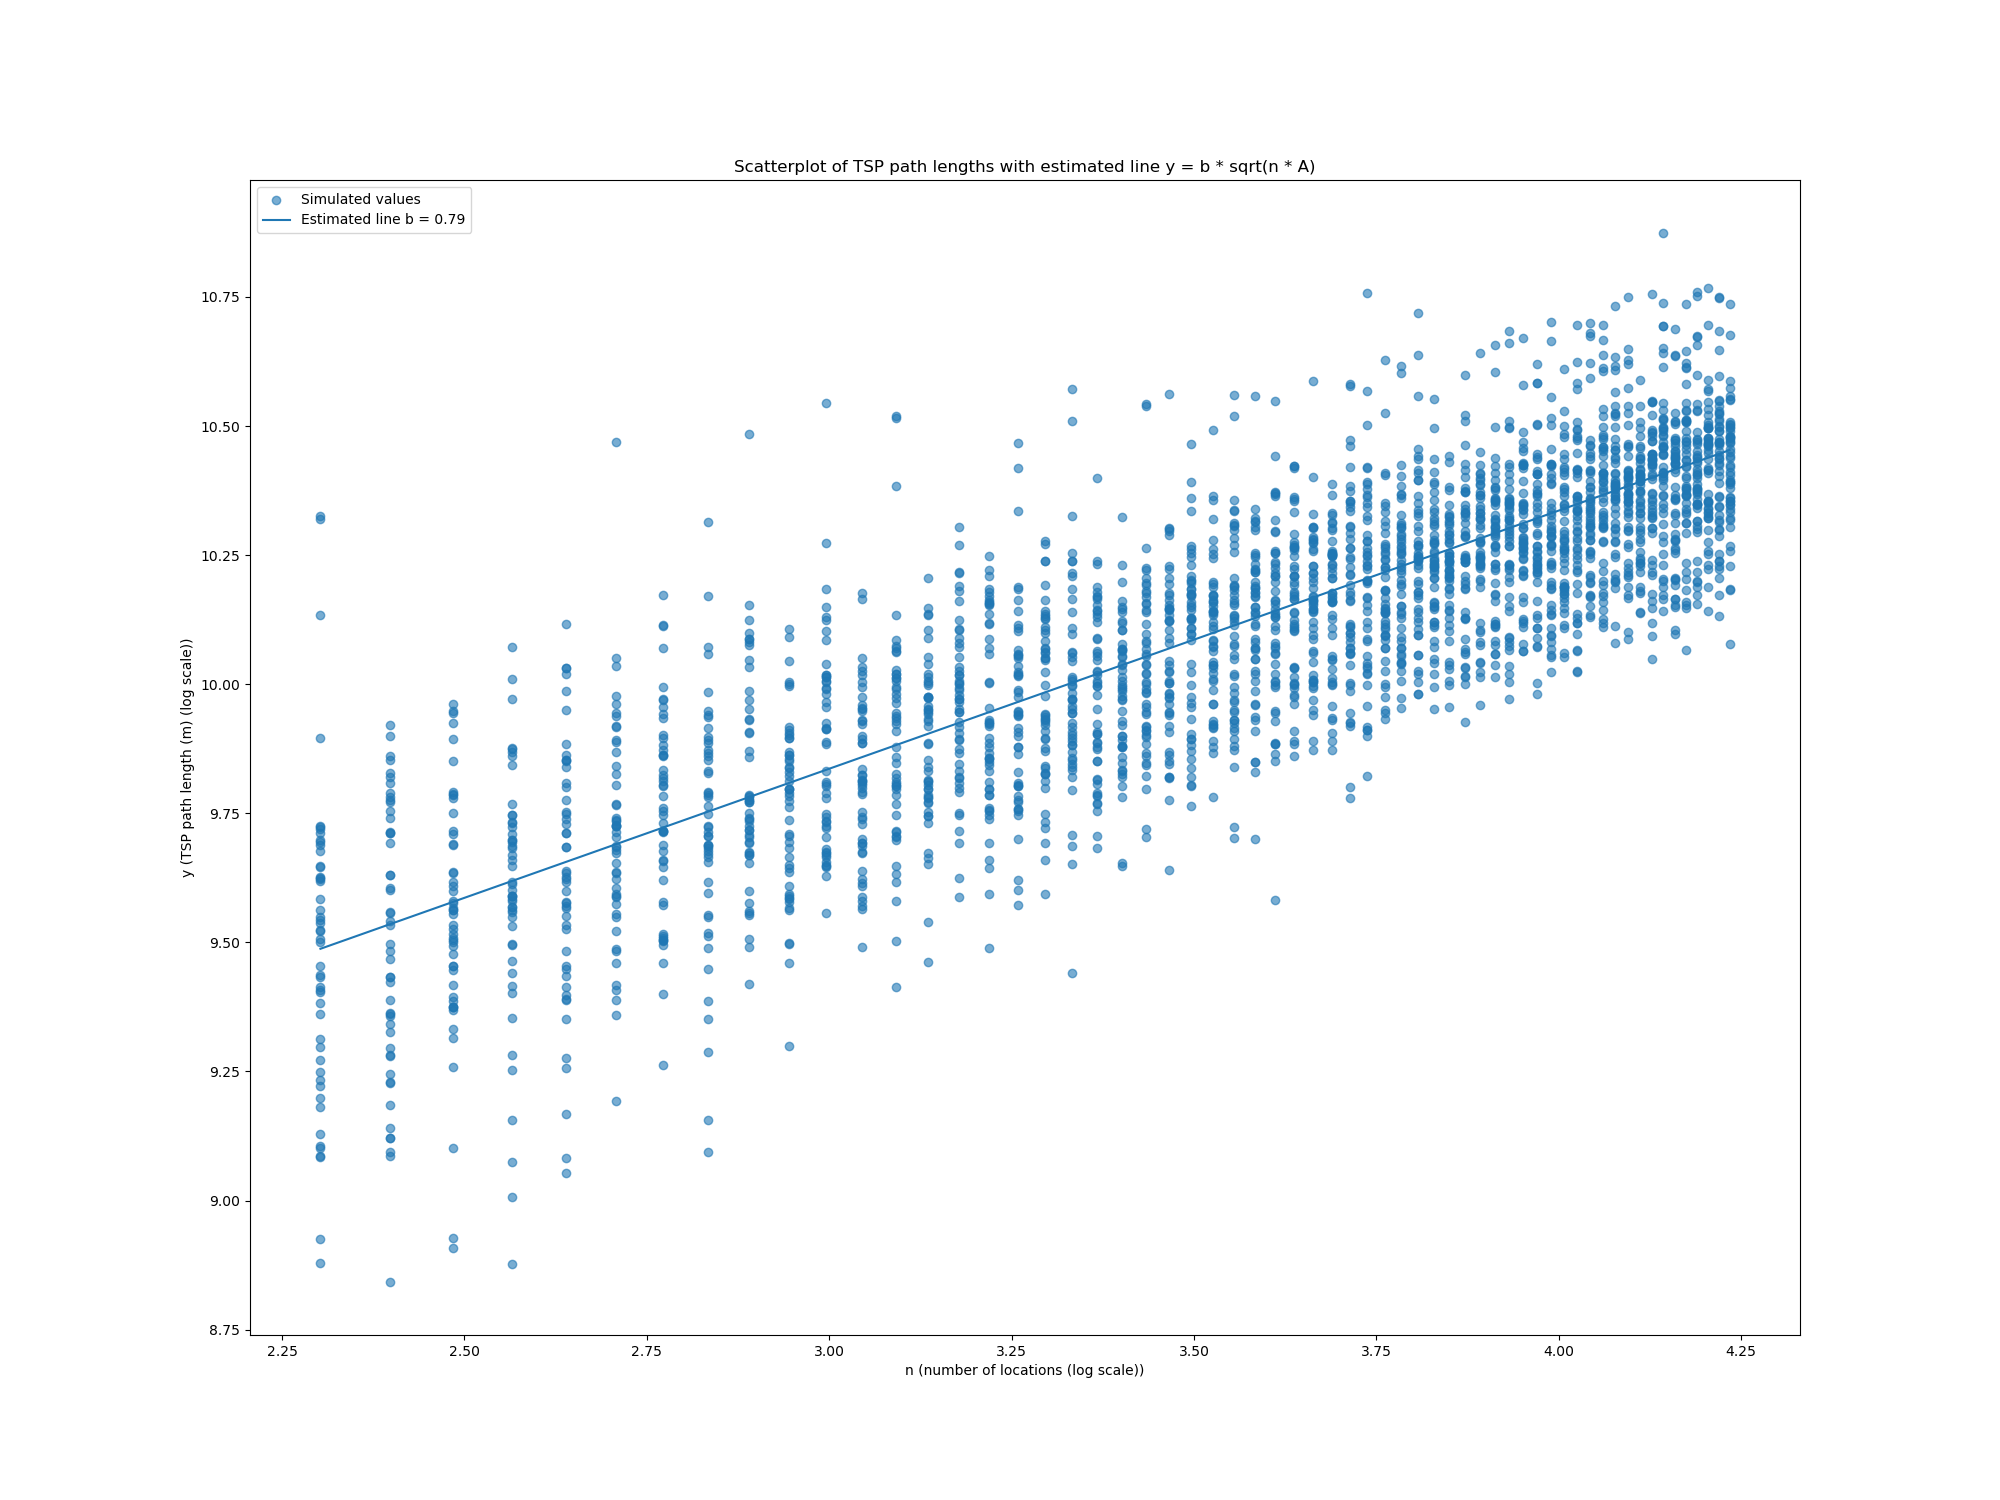 Scatterplot of TSP path lengths with estimated line y = b * sqrt(n * A)
Simulated values
Estimated line b = 0.79
y (TSP path length (m) (log scale))
10.75
10.50
10.25
10.00
9.75
9.50
9.25
9.00
8.75
2.25 2.50 2.75 3.00 3.25 3.50 3.75 4.00 4.25
n (number of locations (log scale))